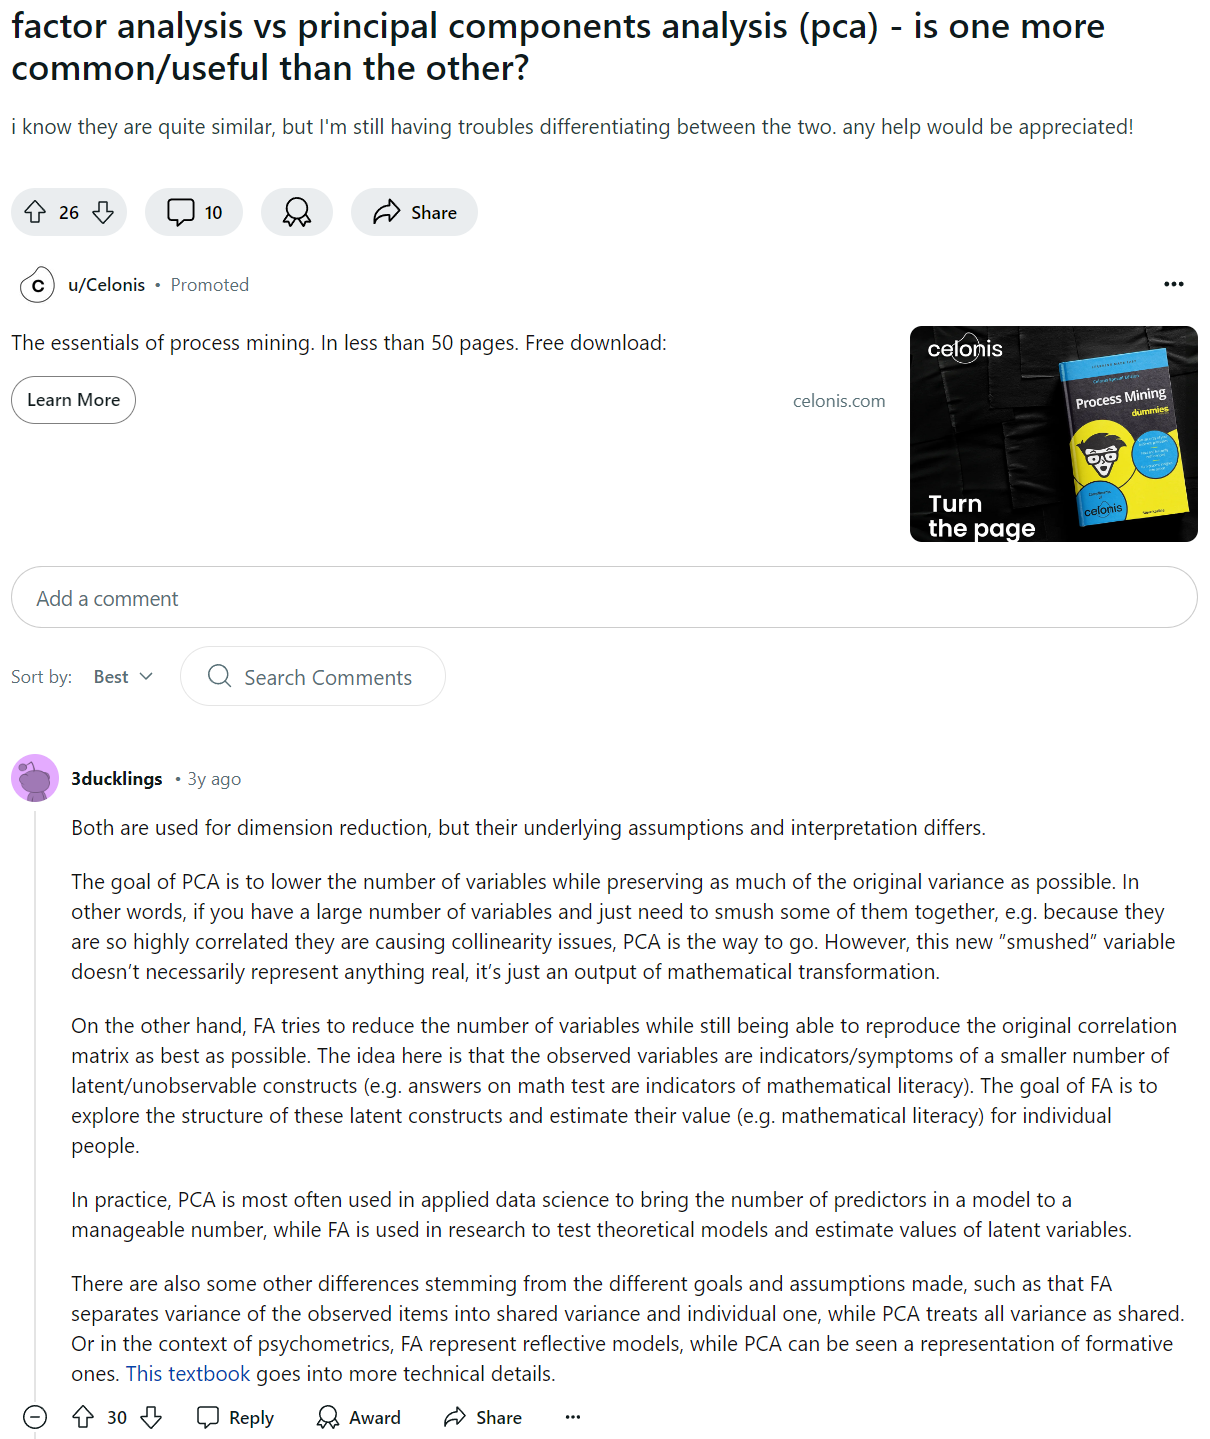 factor analysis vs principal components analysis (pca) - is one more
common/useful than the other?
i know they are quite similar, but I'm still having troubles differentiating between the two. any help would be appreciated!
26
10
Share
C
u/Celonis • Promoted
The essentials of process mining. In less than 50 pages. Free download:
Learn More
celonis.com
celonis
Process Mining
dummies
celonis
Turn
the page
Add a comment
Sort by: Best
Search Comments
3ducklings • 3y ago
Both are used for dimension reduction, but their underlying assumptions and interpretation differs.
The goal of PCA is to lower the number of variables while preserving as much of the original variance as possible. In
other words, if you have a large number of variables and just need to smush some of them together, e.g. because they
are so highly correlated they are causing collinearity issues, PCA is the way to go. However, this new “smushed” variable
doesn’t necessarily represent anything real, it’s just an output of mathematical transformation.
On the other hand, FA tries to reduce the number of variables while still being able to reproduce the original correlation
matrix as best as possible. The idea here is that the observed variables are indicators/symptoms of a smaller number of
latent/unobservable constructs (e.g. answers on math test are indicators of mathematical literacy). The goal of FA is to
explore the structure of these latent constructs and estimate their value (e.g. mathematical literacy) for individual
people.
In practice, PCA is most often used in applied data science to bring the number of predictors in a model to a
manageable number, while FA is used in research to test theoretical models and estimate values of latent variables.
There are also some other differences stemming from the different goals and assumptions made, such as that FA
separates variance of the observed items into shared variance and individual one, while PCA treats all variance as shared.
Or in the context of psychometrics, FA represent reflective models, while PCA can be seen a representation of formative
ones. This textbook goes into more technical details.
30
Reply
Award
Share